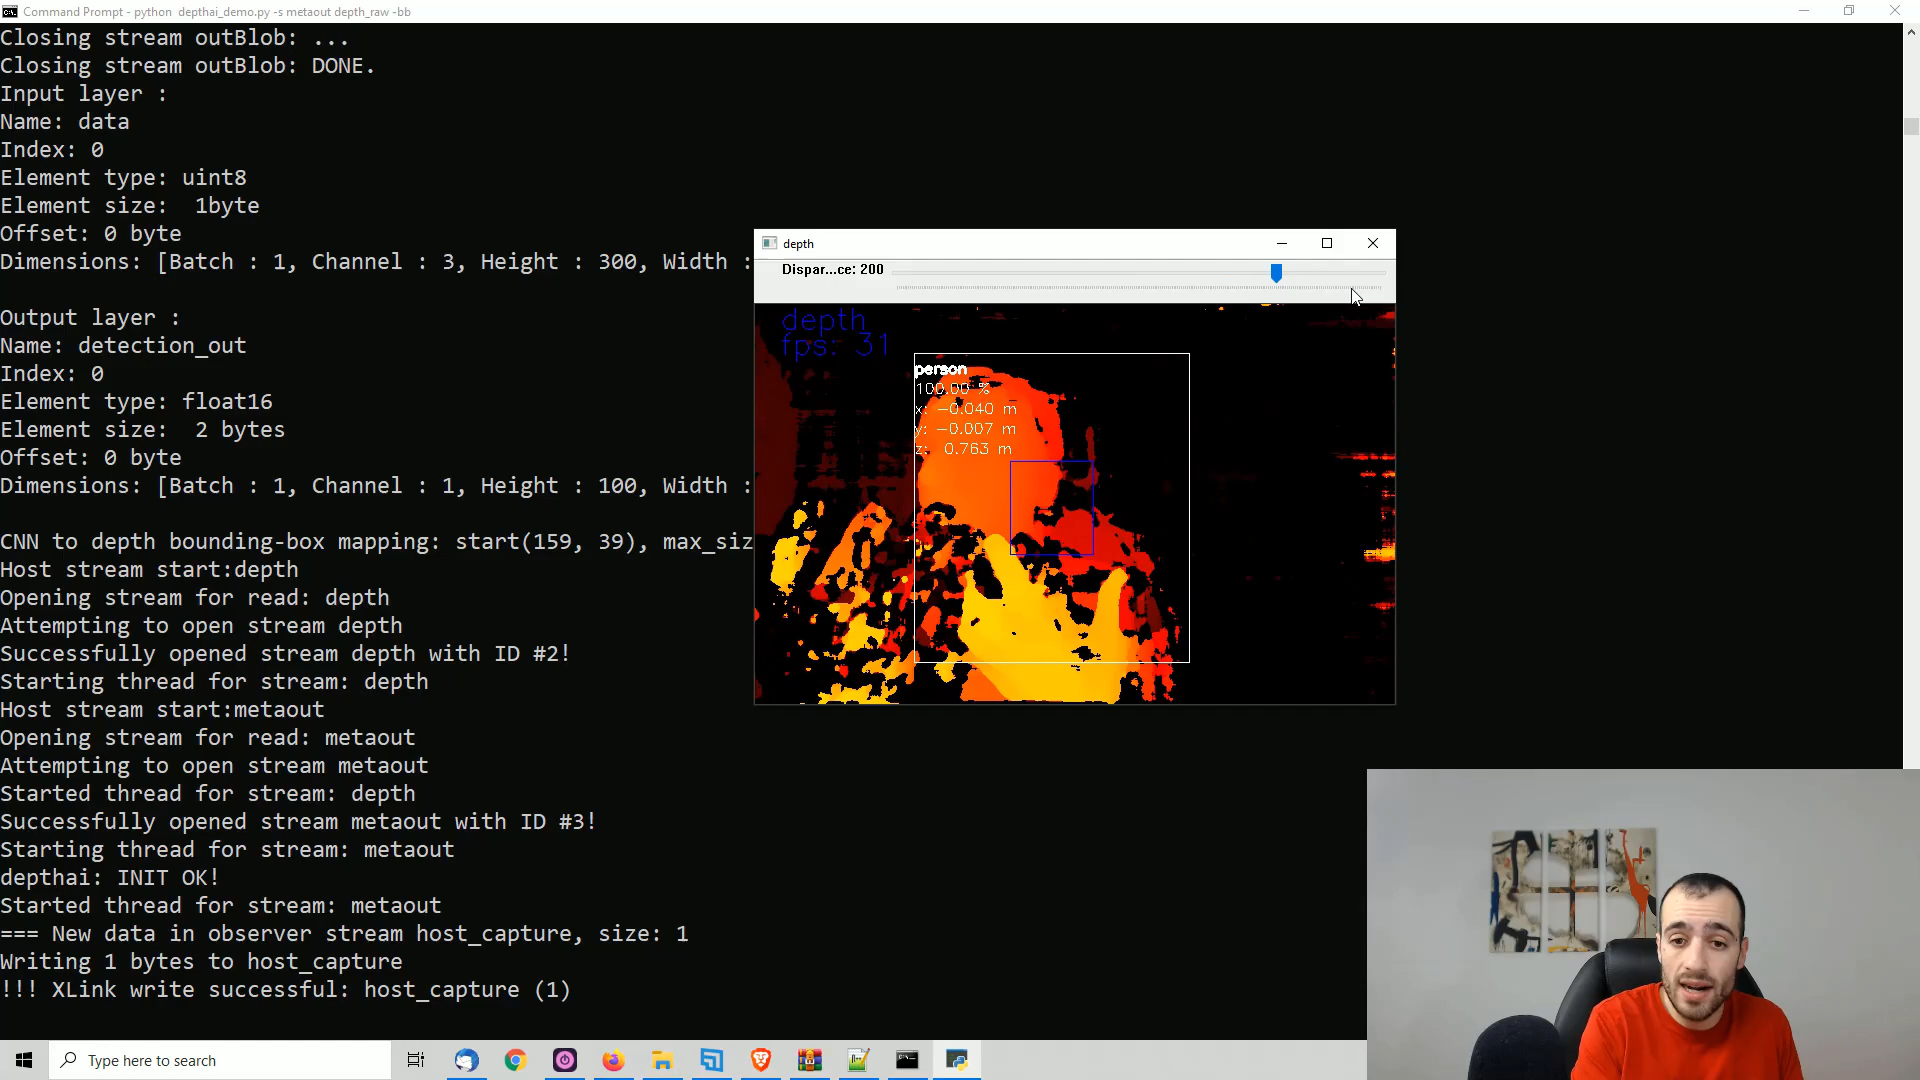 Command Prompt - python  depthai_demo.py -s metaout depth_raw -bb
Closing stream outBlob: ...
Closing stream outBlob: DONE.
Input layer :
Name: data
Index: 0
Element type: uint8
Element size:  1byte
Offset: 0 byte
Dimensions: [Batch : 1, Channel : 3, Height : 300, Width :
Output layer :
Name: detection_out
Index: 0
Element type: float16
Element size:  2 bytes
Offset: 0 byte
Dimensions: [Batch : 1, Channel : 1, Height : 100, Width :
CNN to depth bounding-box mapping: start(159, 39), max_siz
Host stream start:depth
Opening stream for read: depth
Attempting to open stream depth
Successfully opened stream depth with ID #2!
Starting thread for stream: depth
Host stream start:metaout
Opening stream for read: metaout
Attempting to open stream metaout
Started thread for stream: depth
Successfully opened stream metaout with ID #3!
Starting thread for stream: metaout
depthai: INIT OK!
Started thread for stream: metaout
=== New data in observer stream host_capture, size: 1
Writing 1 bytes to host_capture
!!! XLink write successful: host_capture (1)
depth
Dispar...ce: 200
depth
fps: 31
person
100.00 %
x: -0.040 m
y: -0.007 m
z:  0.763 m
Type here to search